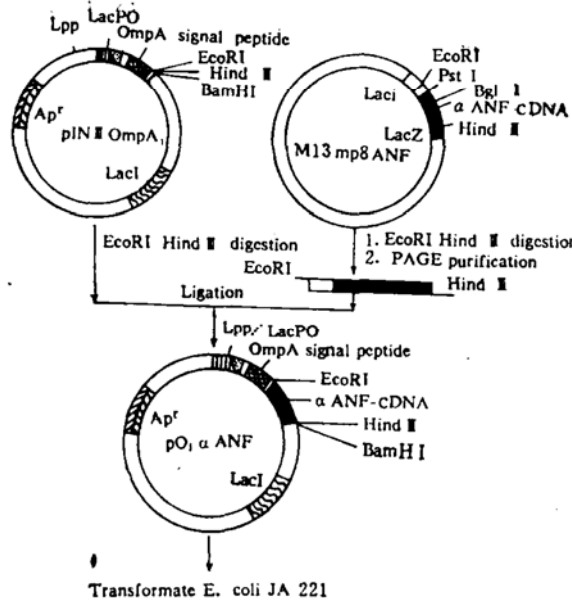 Lpp LacPO
OmpA signal peptide
EcoRI
Hind Ⅲ
BamHI
Apʳ
pIN Ⅲ OmpA₁
LacI
EcoRI
Pst I
Bgl I
α ANF-cDNA
Hind Ⅲ
Laci
LacZ
M13 mp8 ANF
EcoRI Hind Ⅲ digestion
1. EcoRI Hind Ⅲ digestion
2. PAGE purification
EcoRI
Hind Ⅲ
Ligation
Lpp LacPO
OmpA signal peptide
EcoRI
α ANF-cDNA
Hind Ⅲ
BamH I
Apʳ
pO₁ α ANF
LacI
Transformate E. coli JA 221